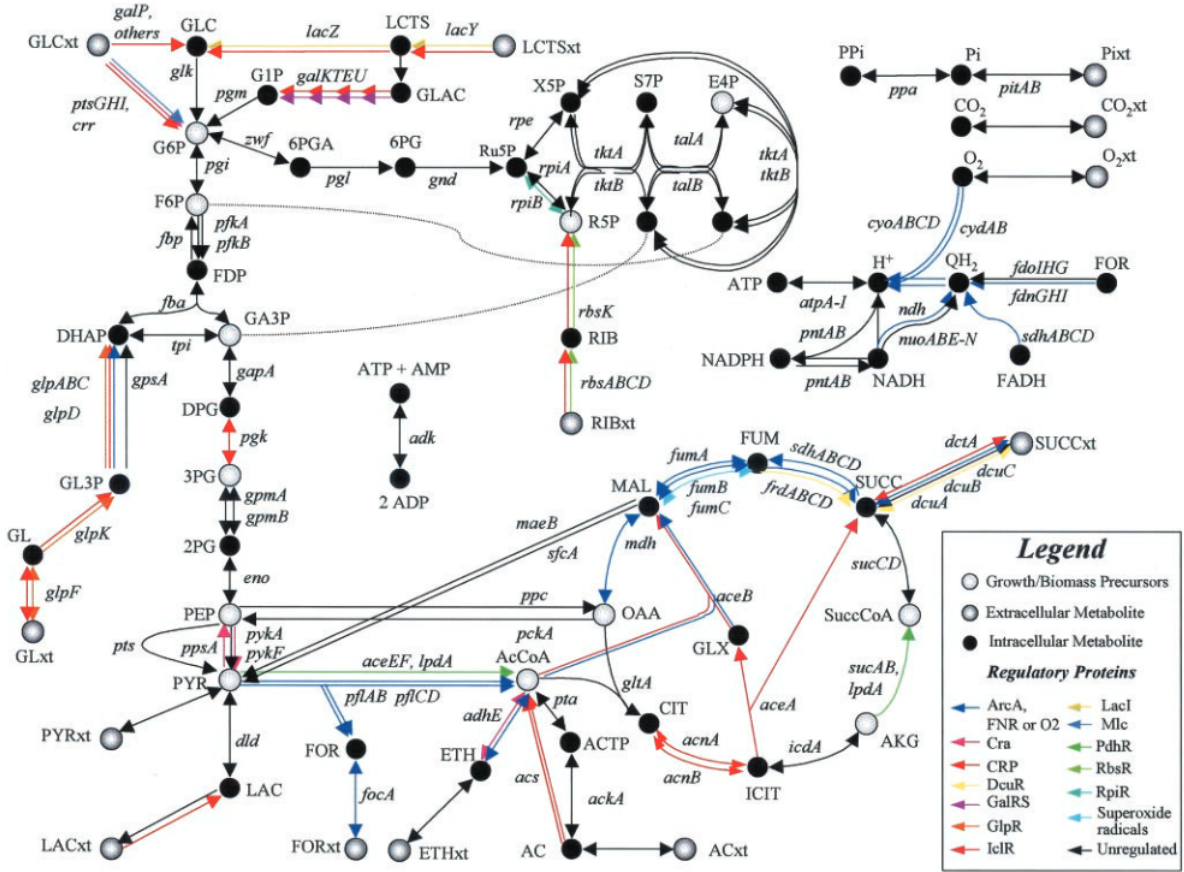 galP,
others
GLC
LCTS
GLCxt
lacZ
lacY
LCTSxt
glk
G1P
galKTEU
GLAC
pgm
ptsGHI,
crr
G6P
zwf
6PGA
6PG
Ru5P
pgl
gnd
pgi
X5P
S7P
E4P
rpe
rpiA
rpiB
tktA
tktB
talA
talB
tktA
tktB
R5P
F6P
fbp
pfkA
pfkB
FDP
fba
DHAP
GA3P
tpi
rbsK
RIB
rbsABCD
RIBxt
PPi
Pi
Pixt
ppa
pitAB
CO2
CO2xt
O2
O2xt
cyoABCD
cydAB
ATP
H+
QH2
FOR
atpA-I
ndh
fdoIHG
fdnGHI
pntAB
nuoABE-N
sdhABCD
NADPH
pntAB
NADH
FADH
glpABC
glpD
gpsA
gapA
DPG
pgk
3PG
gpmA
gpmB
2PG
eno
PEP
GL3P
GL
glpK
glpF
GLxt
ATP + AMP
adk
2 ADP
FUM
fumA
sdhABCD
MAL
fumB
fumC
frdABCD
SUCC
dctA
SUCCxt
dcuC
dcuB
dcuA
maeB
sfcA
mdh
sucCD
ppc
OAA
pckA
aceB
GLX
SuccCoA
pts
ppsA
pykA
pykF
PYR
aceEF, lpdA
AcCoA
pflAB pflCD
gltA
CIT
aceA
sucAB,
lpdA
AKG
PYRxt
dld
LAC
LACxt
FOR
focA
FORxt
adhE
ETH
ETHxt
pta
ACTP
acs
ackA
AC
ACxt
acnA
acnB
ICIT
icdA
Legend
Growth/Biomass Precursors
Extracellular Metabolite
Intracellular Metabolite
Regulatory Proteins
ArcA,
FNR or O2
Cra
CRP
DcuR
GalRS
GlpR
IclR
LacI
Mlc
PdhR
RbsR
RpiR
Superoxide
radicals
Unregulated